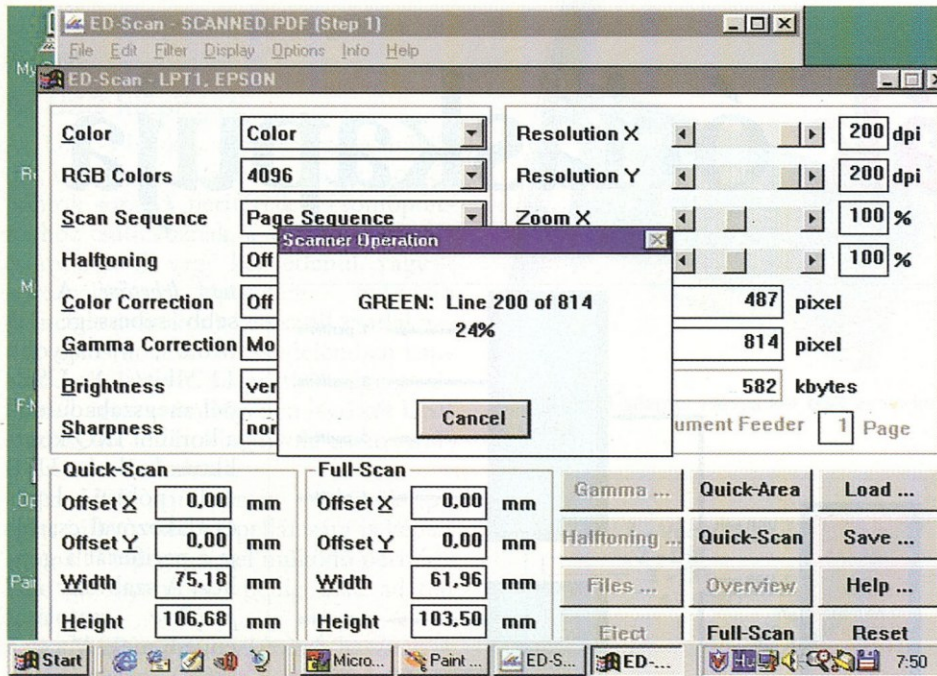 ED-Scan - SCANNED.PDF (Step 1)
File Edit Filter Display Options Info Help
ED-Scan - LPT1, EPSON
Color Color
RGB Colors 4096
Scan Sequence Page Sequence
Halftoning Off
Color Correction Off
Gamma Correction Mo
Brightness ver
Sharpness nor
Resolution X 200 dpi
Resolution Y 200 dpi
Zoom X 100 %
100 %
487 pixel
814 pixel
582 kbytes
ument Feeder 1 Page
Scanner Operation
GREEN: Line 200 of 814
24%
Cancel
Quick-Scan
Offset X 0,00 mm
Offset Y 0,00 mm
Width 75,18 mm
Height 106,68 mm
Full-Scan
Offset X 0,00 mm
Offset Y 0,00 mm
Width 61,96 mm
Height 103,50 mm
Gamma ... Quick-Area Load ...
Halftoning ... Quick-Scan Save ...
Files ... Overview Help ...
Eject Full-Scan Reset
Start Micro... Paint ... ED-S... ED-... 7:50